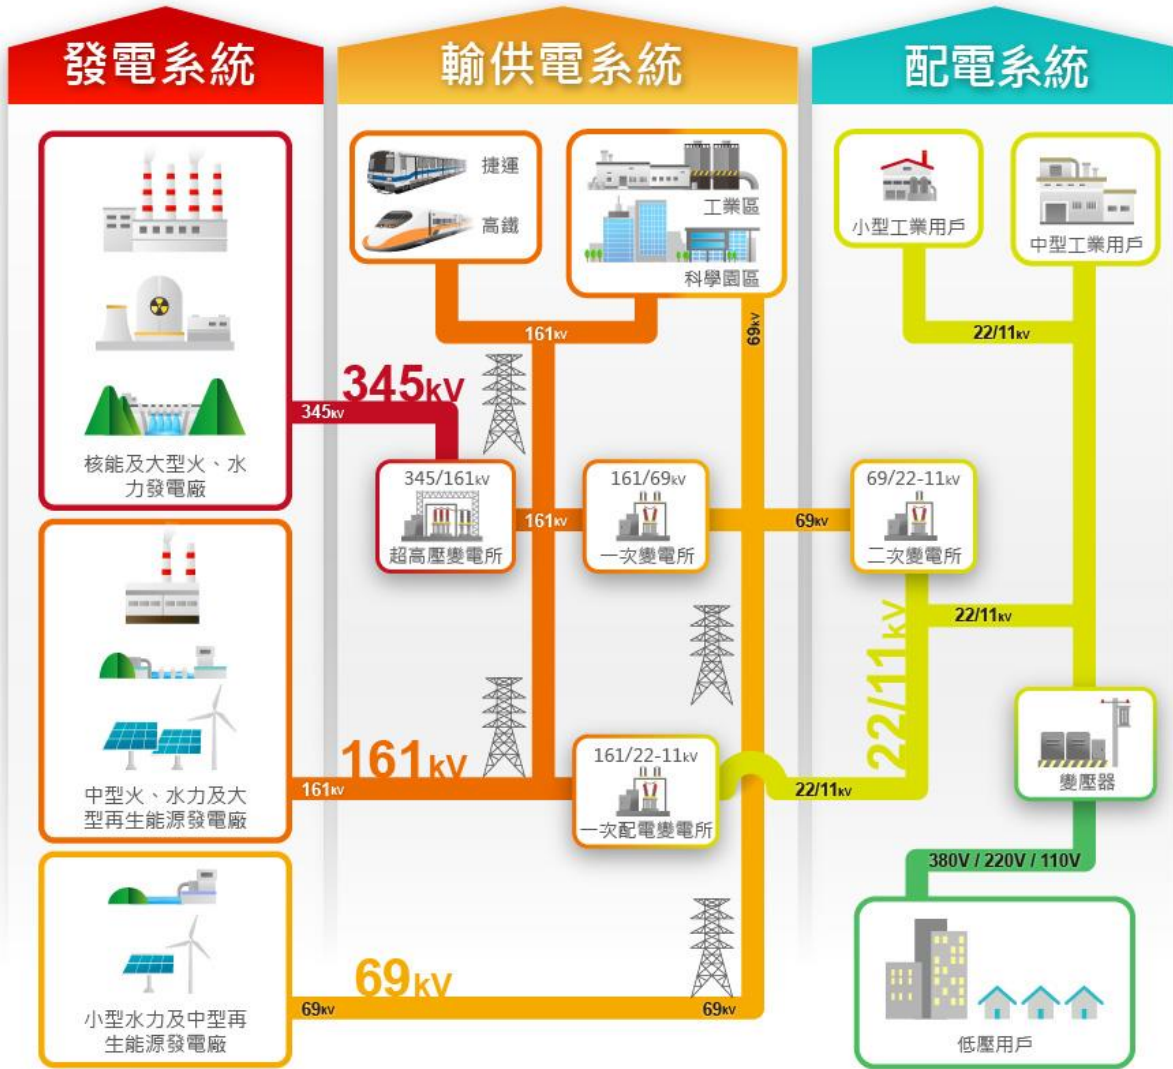 發電系統
輸供電系統
配電系統
捷運
高鐵
工業區
科學園區
小型工業用戶
中型工業用戶
161kV
69kV
22/11kV
345kV
345kV
核能及大型火、水
力發電廠
345/161kV
超高壓變電所
161kV
161/69kV
一次變電所
69kV
69/22-11kV
二次變電所
22/11kV
22/11kV
161kV
161kV
中型火、水力及大
型再生能源發電廠
161/22-11kV
一次配電變電所
22/11kV
變壓器
380V / 220V / 110V
69kV
69kV
69kV
小型水力及中型再
生能源發電廠
低壓用戶